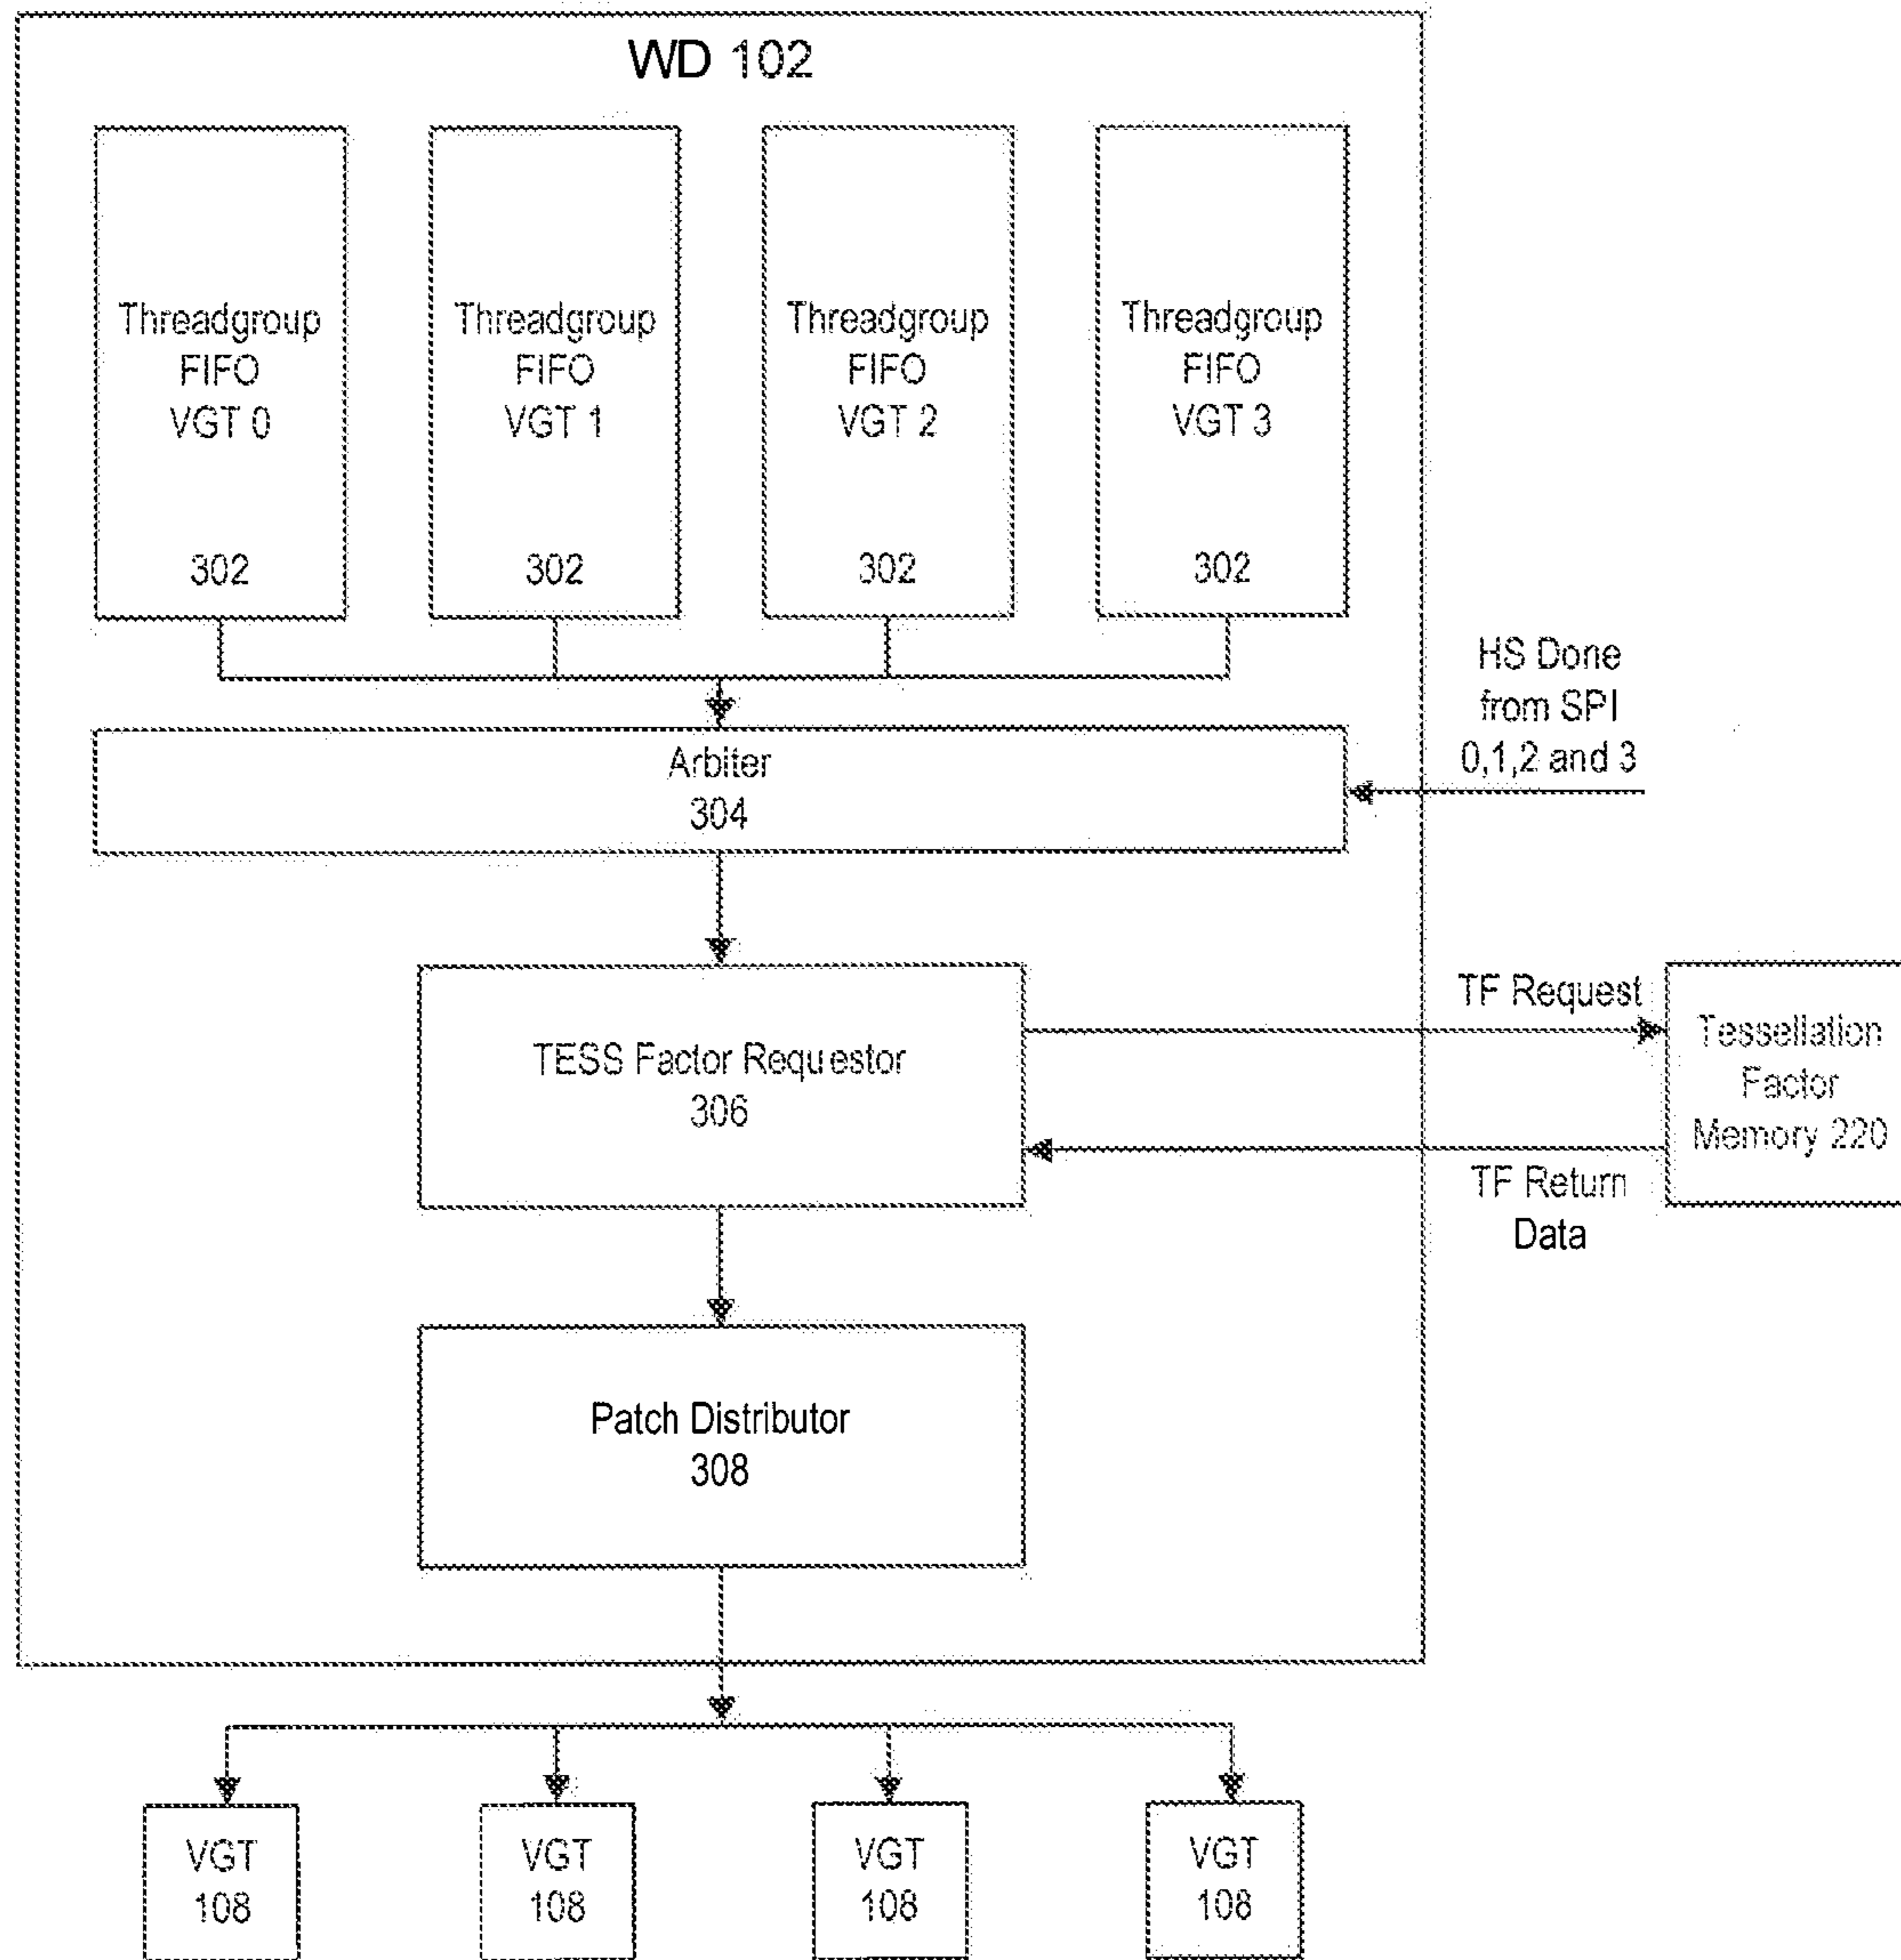 WD 102
Threadgroup
FIFO
VGT 0
302
Threadgroup
FIFO
VGT 1
302
Threadgroup
FIFO
VGT 2
302
Threadgroup
FIFO
VGT 3
302
HS Done
from SPI
0,1,2 and 3
Arbiter
304
TESS Factor Requestor
306
TF Request
Tessellation
Factor
Memory 220
TF Return
Data
Patch Distributor
308
VGT
108
VGT
108
VGT
108
VGT
108